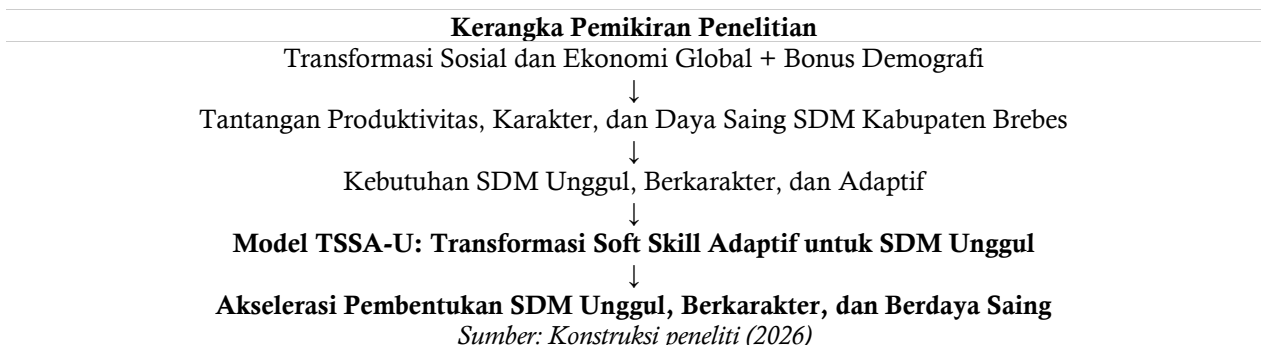 Kerangka Pemikiran Penelitian
Transformasi Sosial dan Ekonomi Global + Bonus Demografi
↓
Tantangan Produktivitas, Karakter, dan Daya Saing SDM Kabupaten Brebes
↓
Kebutuhan SDM Unggul, Berkarakter, dan Adaptif
↓
Model TSSA-U: Transformasi Soft Skill Adaptif untuk SDM Unggul
↓
Akselerasi Pembentukan SDM Unggul, Berkarakter, dan Berdaya Saing
Sumber: Konstruksi peneliti (2026)